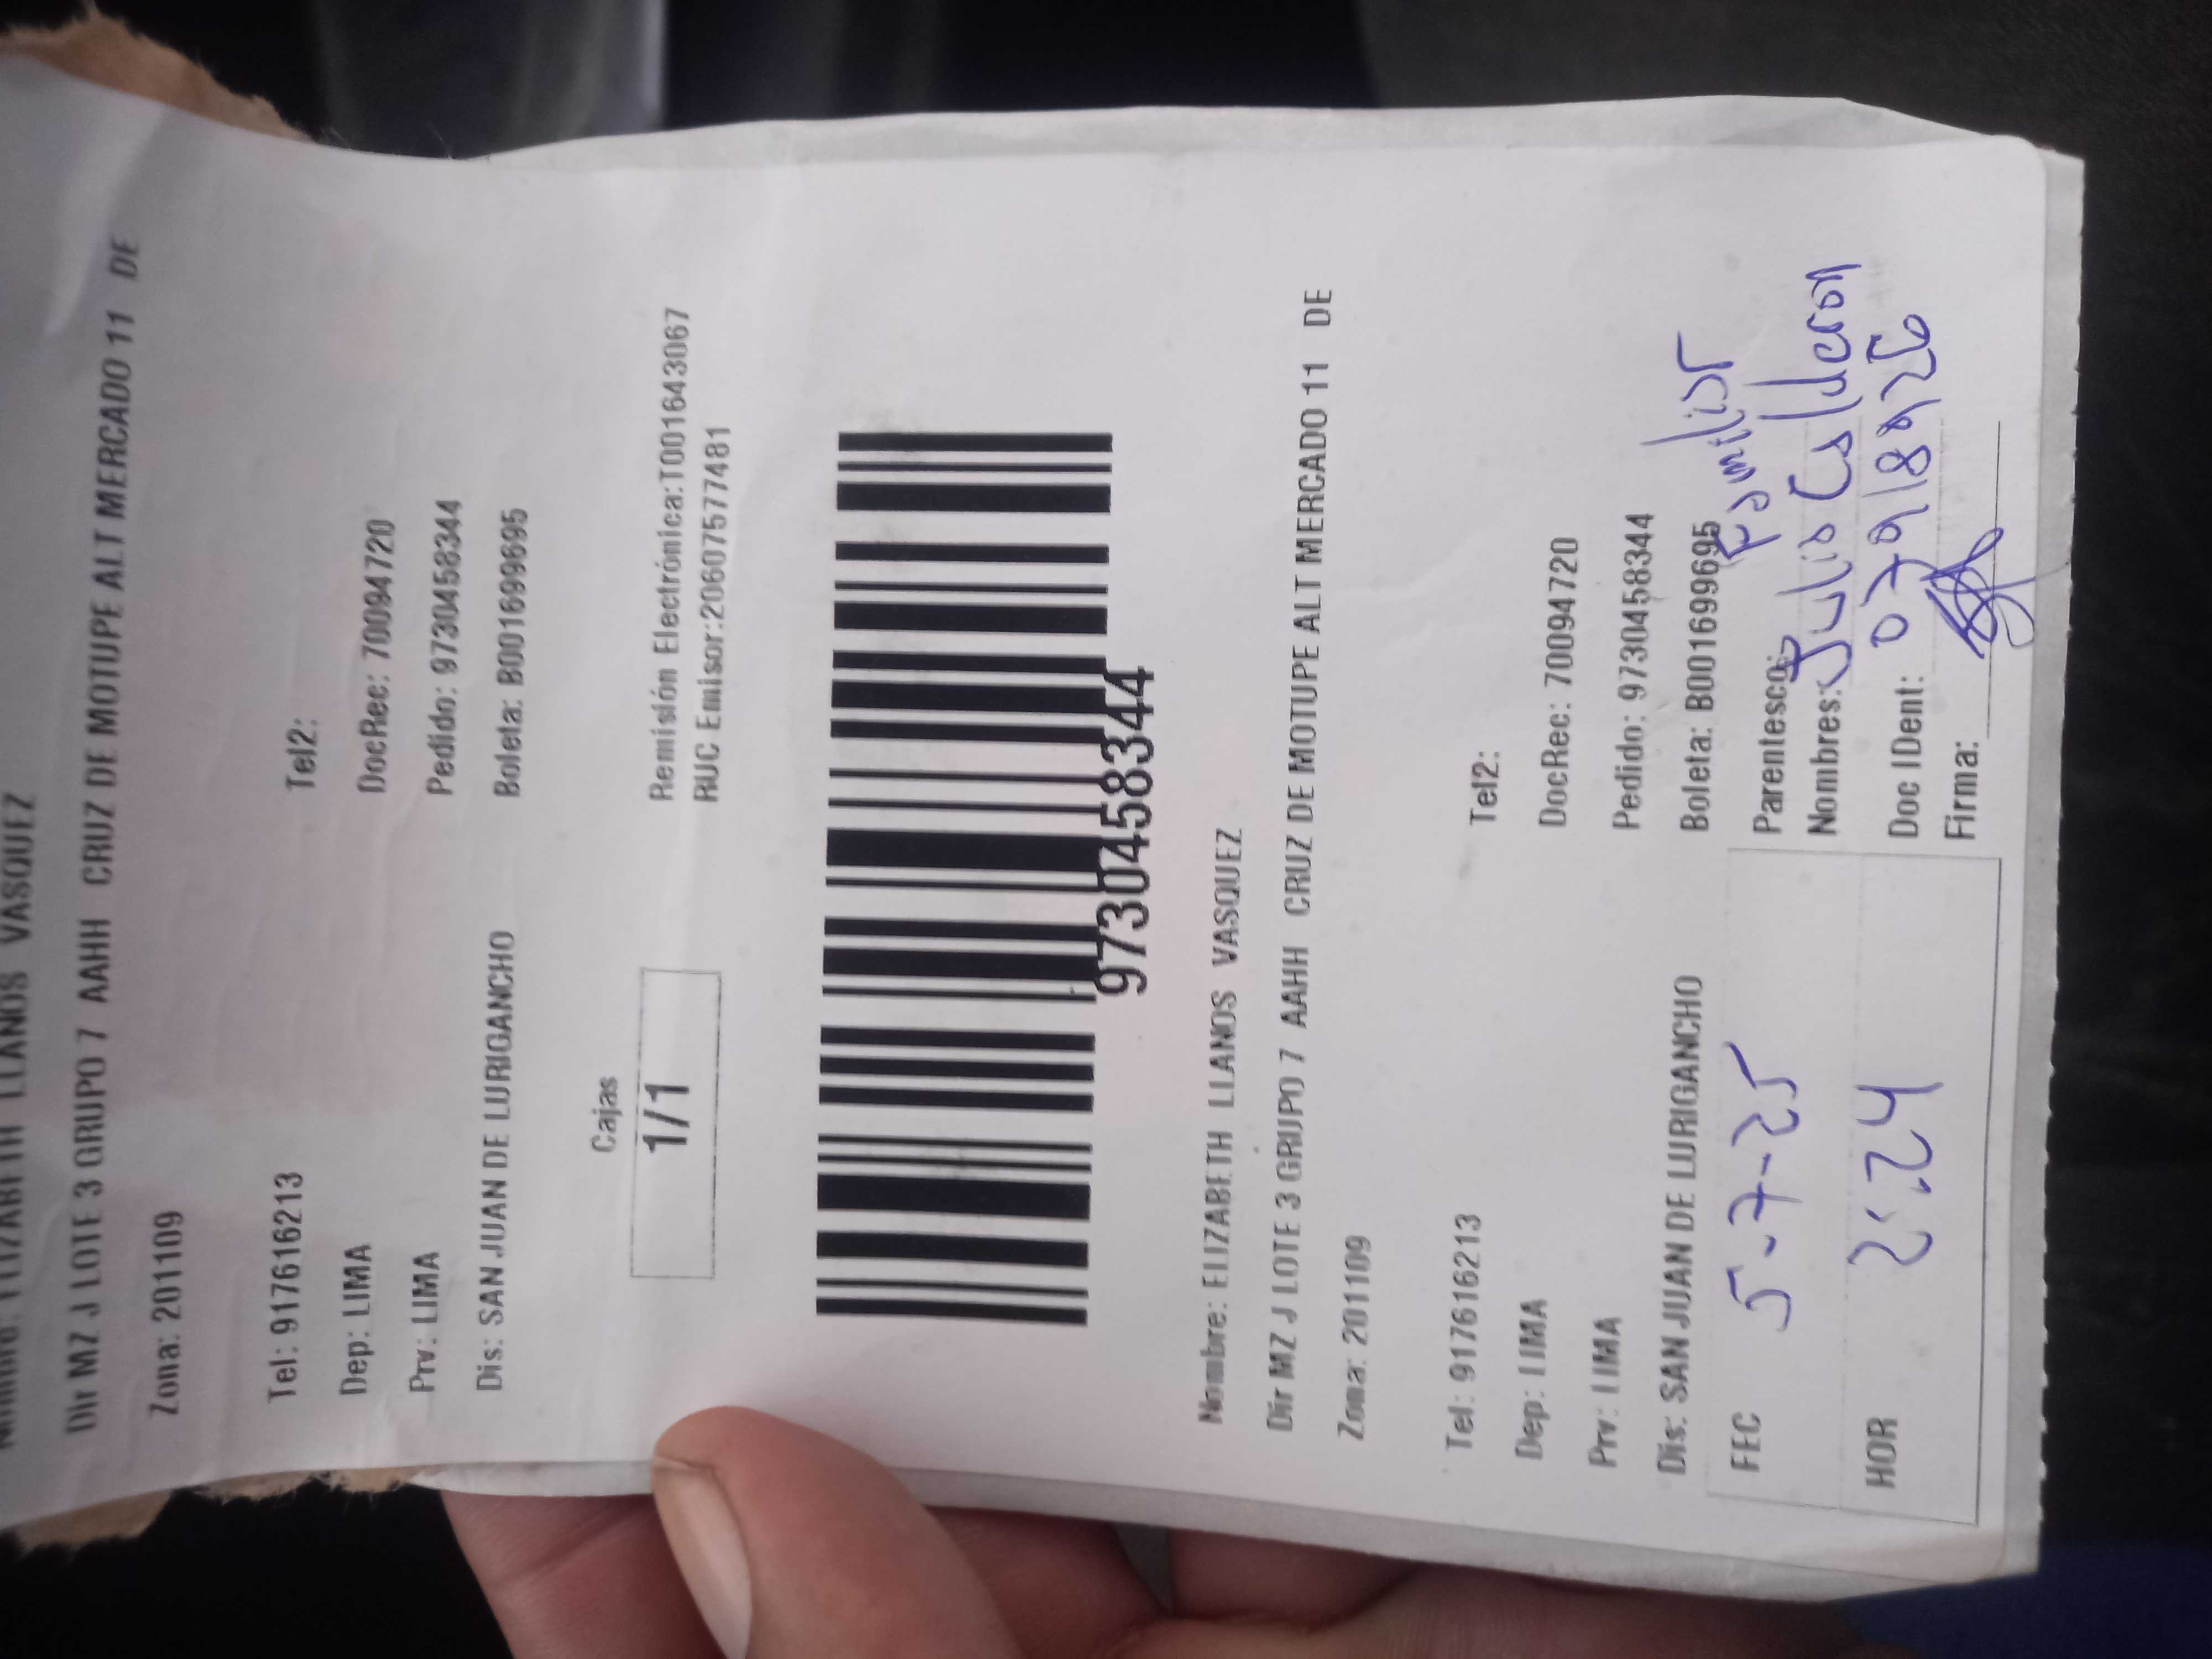 ELIZABETH LLANOS VASQUEZ
Dir MZ J LOTE 3 GRUPO 7 AAHH CRUZ DE MOTUPE ALT MERCADO 11 DE
Zona: 201109
Tel: 917616213 Tel2:
Dep: LIMA DocRec: 70094720
Prv: LIMA Pedido: 9730458344
Dis: SAN JUAN DE LURIGANCHO Boleta: B001699695
Cajas
1/1
Remisión Electrónica:T001643067
RUC Emisor:20607577481
9730458344
Nombre: ELIZABETH LLANOS VASQUEZ
Dir MZ J LOTE 3 GRUPO 7 AAHH CRUZ DE MOTUPE ALT MERCADO 11 DE
Zona: 201109
Tel: 917616213 Tel2:
Dep: LIMA DocRec: 70094720
Prv: LIMA Pedido: 9730458344
Dis: SAN JUAN DE LURIGANCHO Boleta: B001699695
FEC 5-7-25
HOR 2:24
Parentesco: Familiar
Nombres: Julio Calderon
Doc IDent: 07918926
Firma: